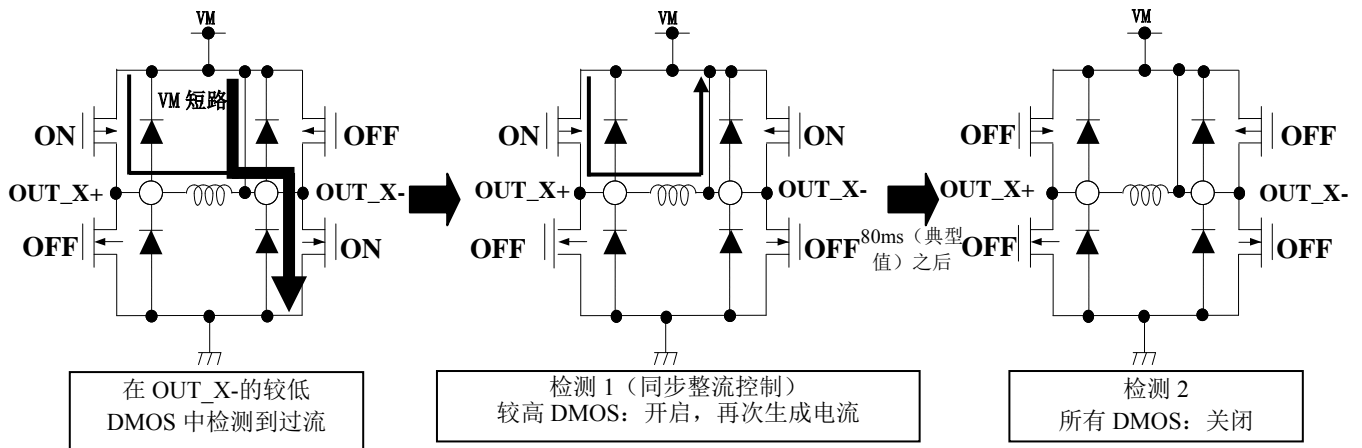 VM
VM 短路
ON
OFF
OUT_X+
OUT_X-
OFF
ON
在 OUT_X-的较低
DMOS 中检测到过流
VM
ON
ON
OUT_X+
OUT_X-
OFF
OFF
检测 1（同步整流控制）
较高 DMOS：开启，再次生成电流
80ms（典型
值）之后
VM
OFF
OFF
OUT_X+
OUT_X-
OFF
OFF
检测 2
所有 DMOS：关闭